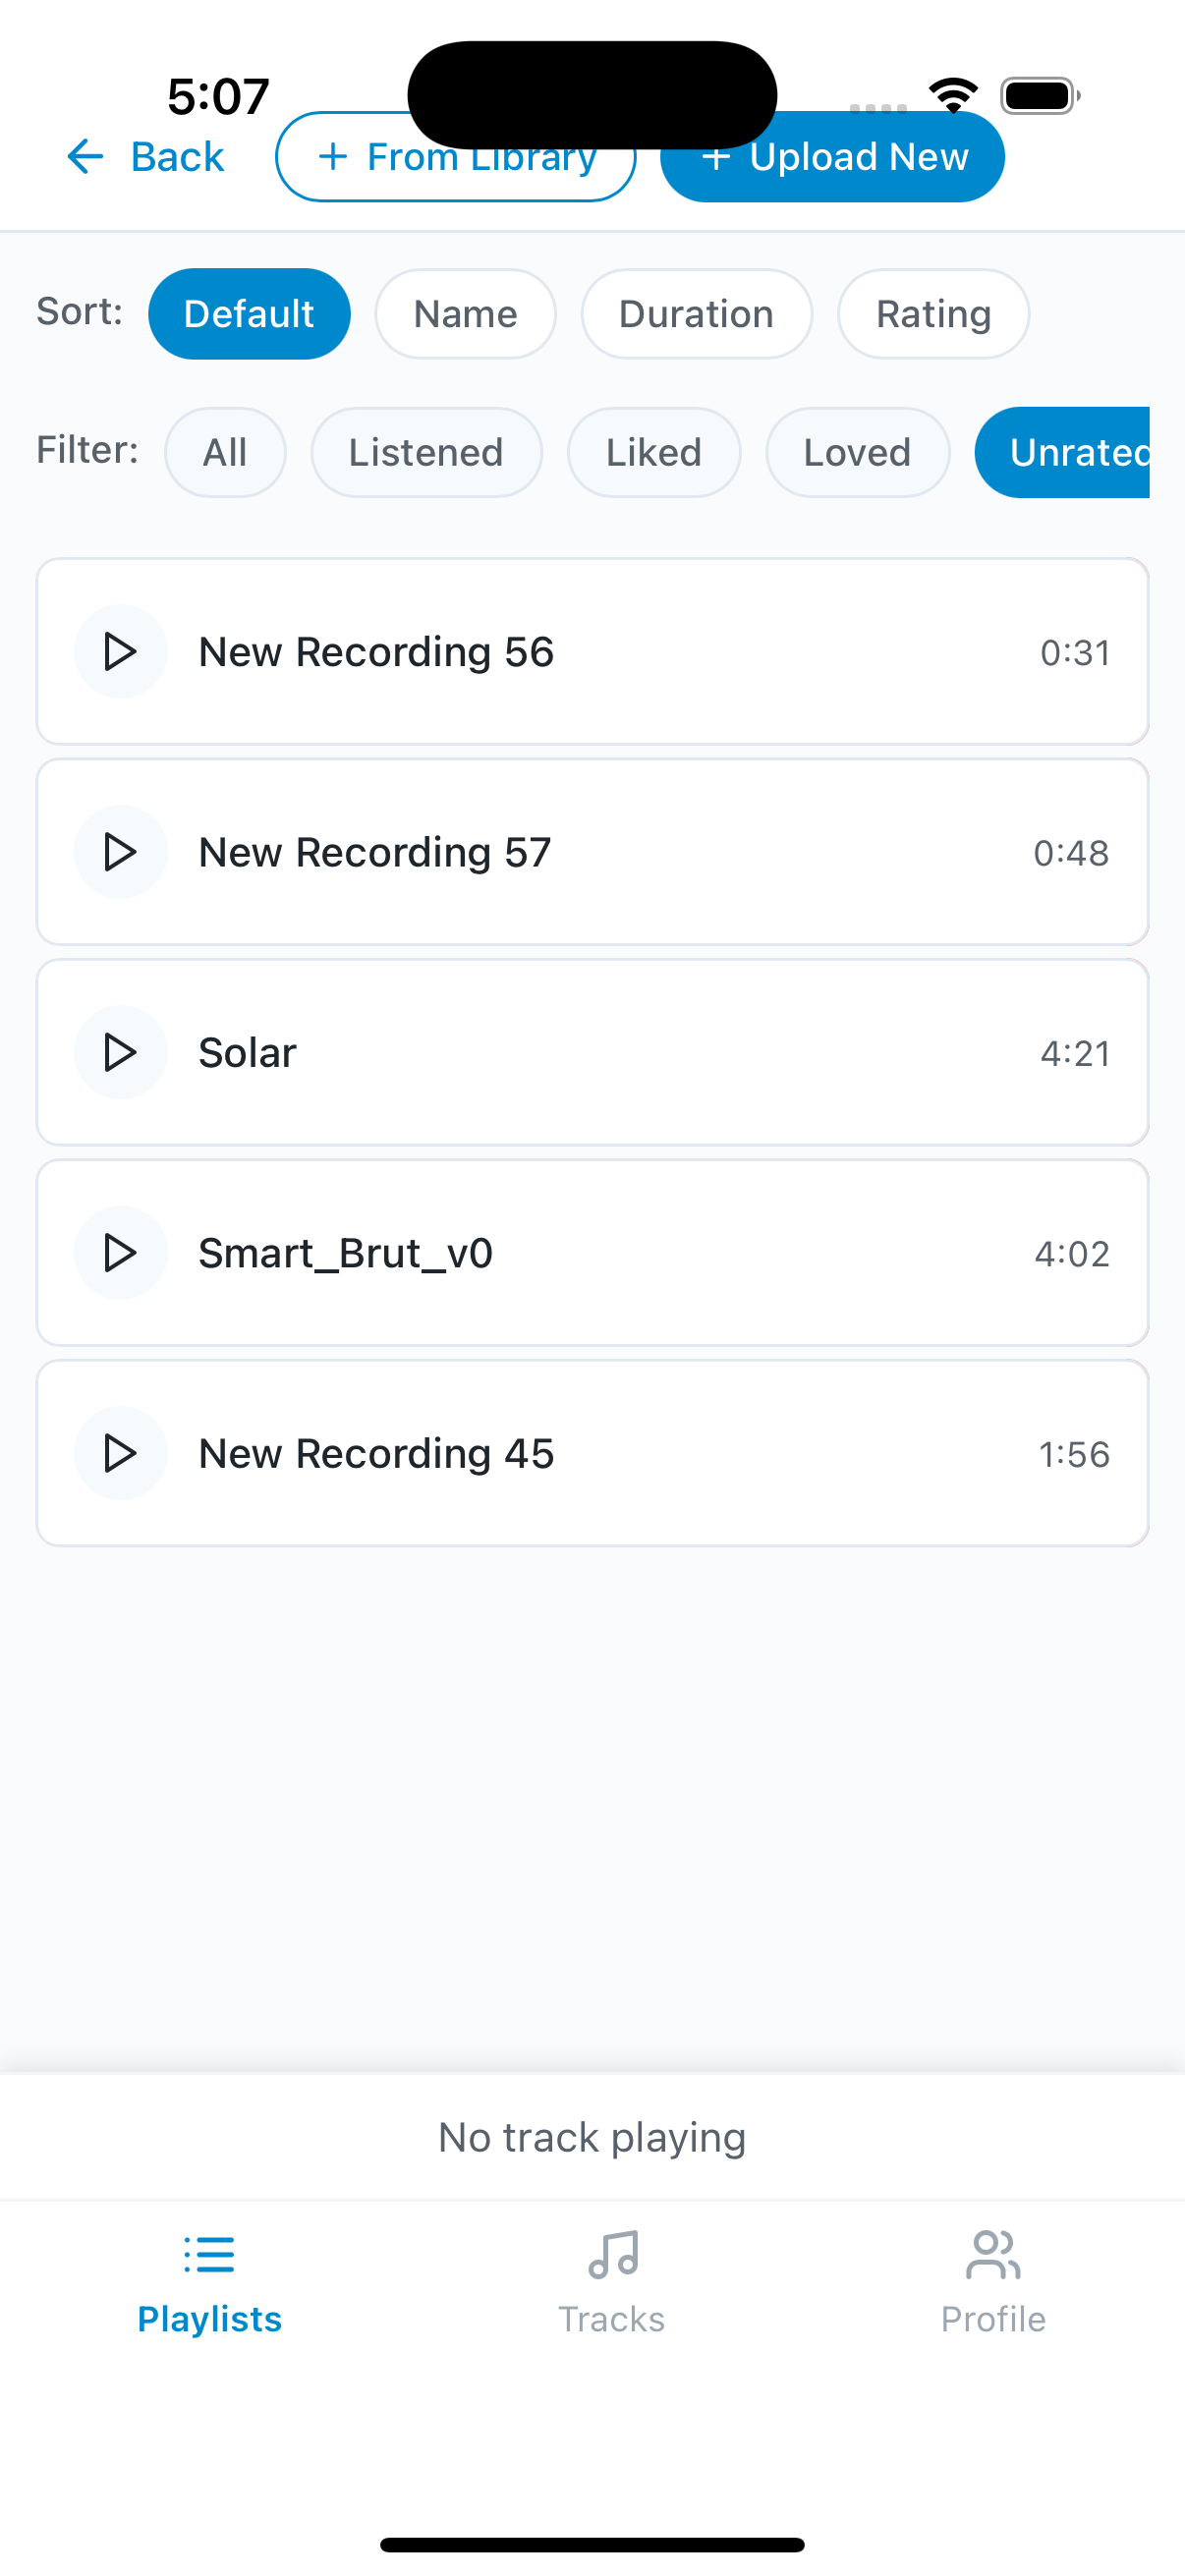 5:07
Back + From Library + Upload New
Sort: Default Name Duration Rating
Filter: All Listened Liked Loved Unrated
New Recording 56 0:31
New Recording 57 0:48
Solar 4:21
Smart_Brut_v0 4:02
New Recording 45 1:56
No track playing
Playlists Tracks Profile